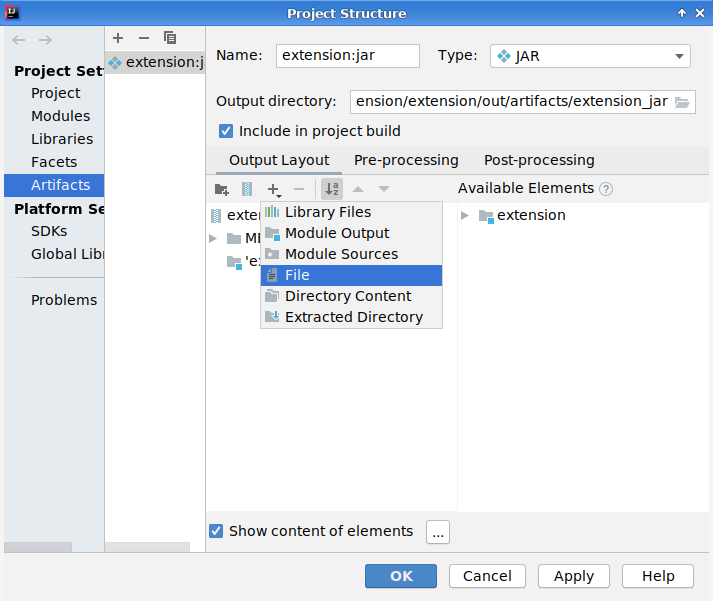 Project Structure
Project Set
Project
Modules
Libraries
Facets
Artifacts
Platform Se
SDKs
Global Libr
Problems
extension:j
Name: extension:jar Type: JAR
Output directory: ension/extension/out/artifacts/extension_jar
Include in project build
Output Layout Pre-processing Post-processing
Available Elements ?
exte
ME
'ex
Library Files
Module Output
Module Sources
File
Directory Content
Extracted Directory
extension
Show content of elements ...
OK Cancel Apply Help